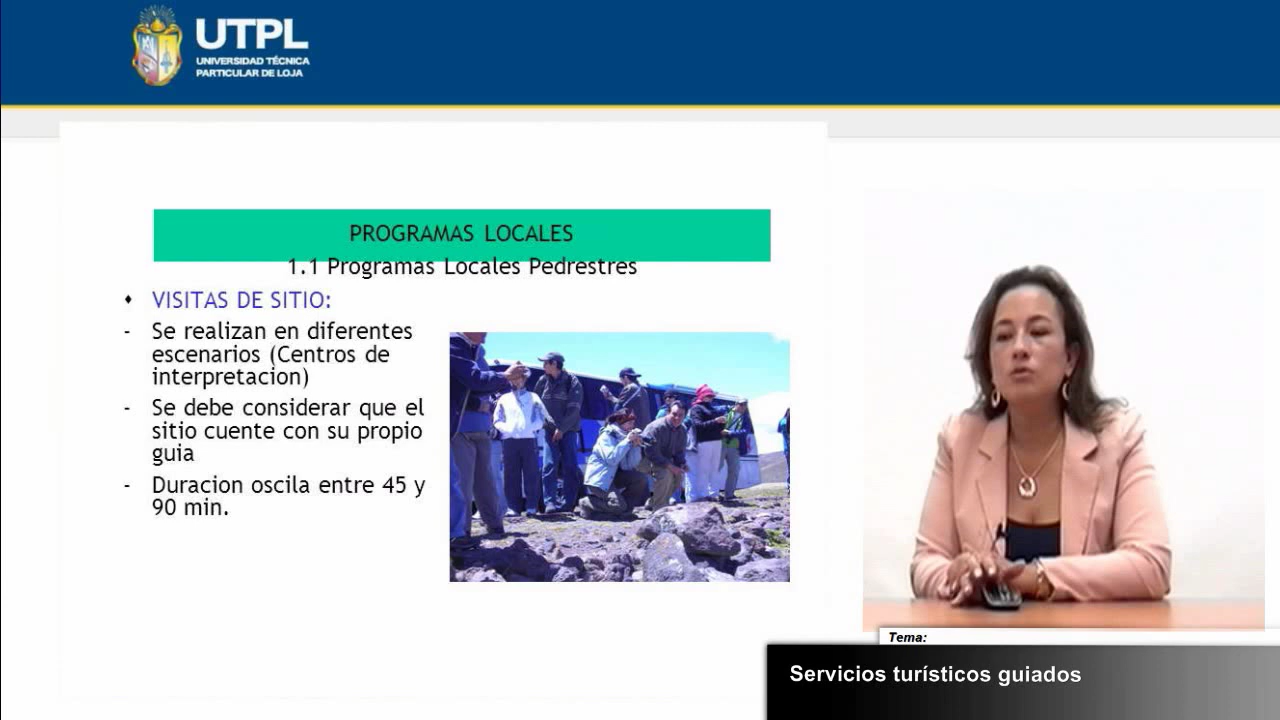 UTPL
UNIVERSIDAD TÉCNICA
PARTICULAR DE LOJA
PROGRAMAS LOCALES
1.1 Programas Locales Pedrestres
♦ VISITAS DE SITIO:
- Se realizan en diferentes
escenarios (Centros de
interpretacion)
- Se debe considerar que el
sitio cuente con su propio
guia
- Duracion oscila entre 45 y
90 min.
Tema:
Servicios turísticos guiados